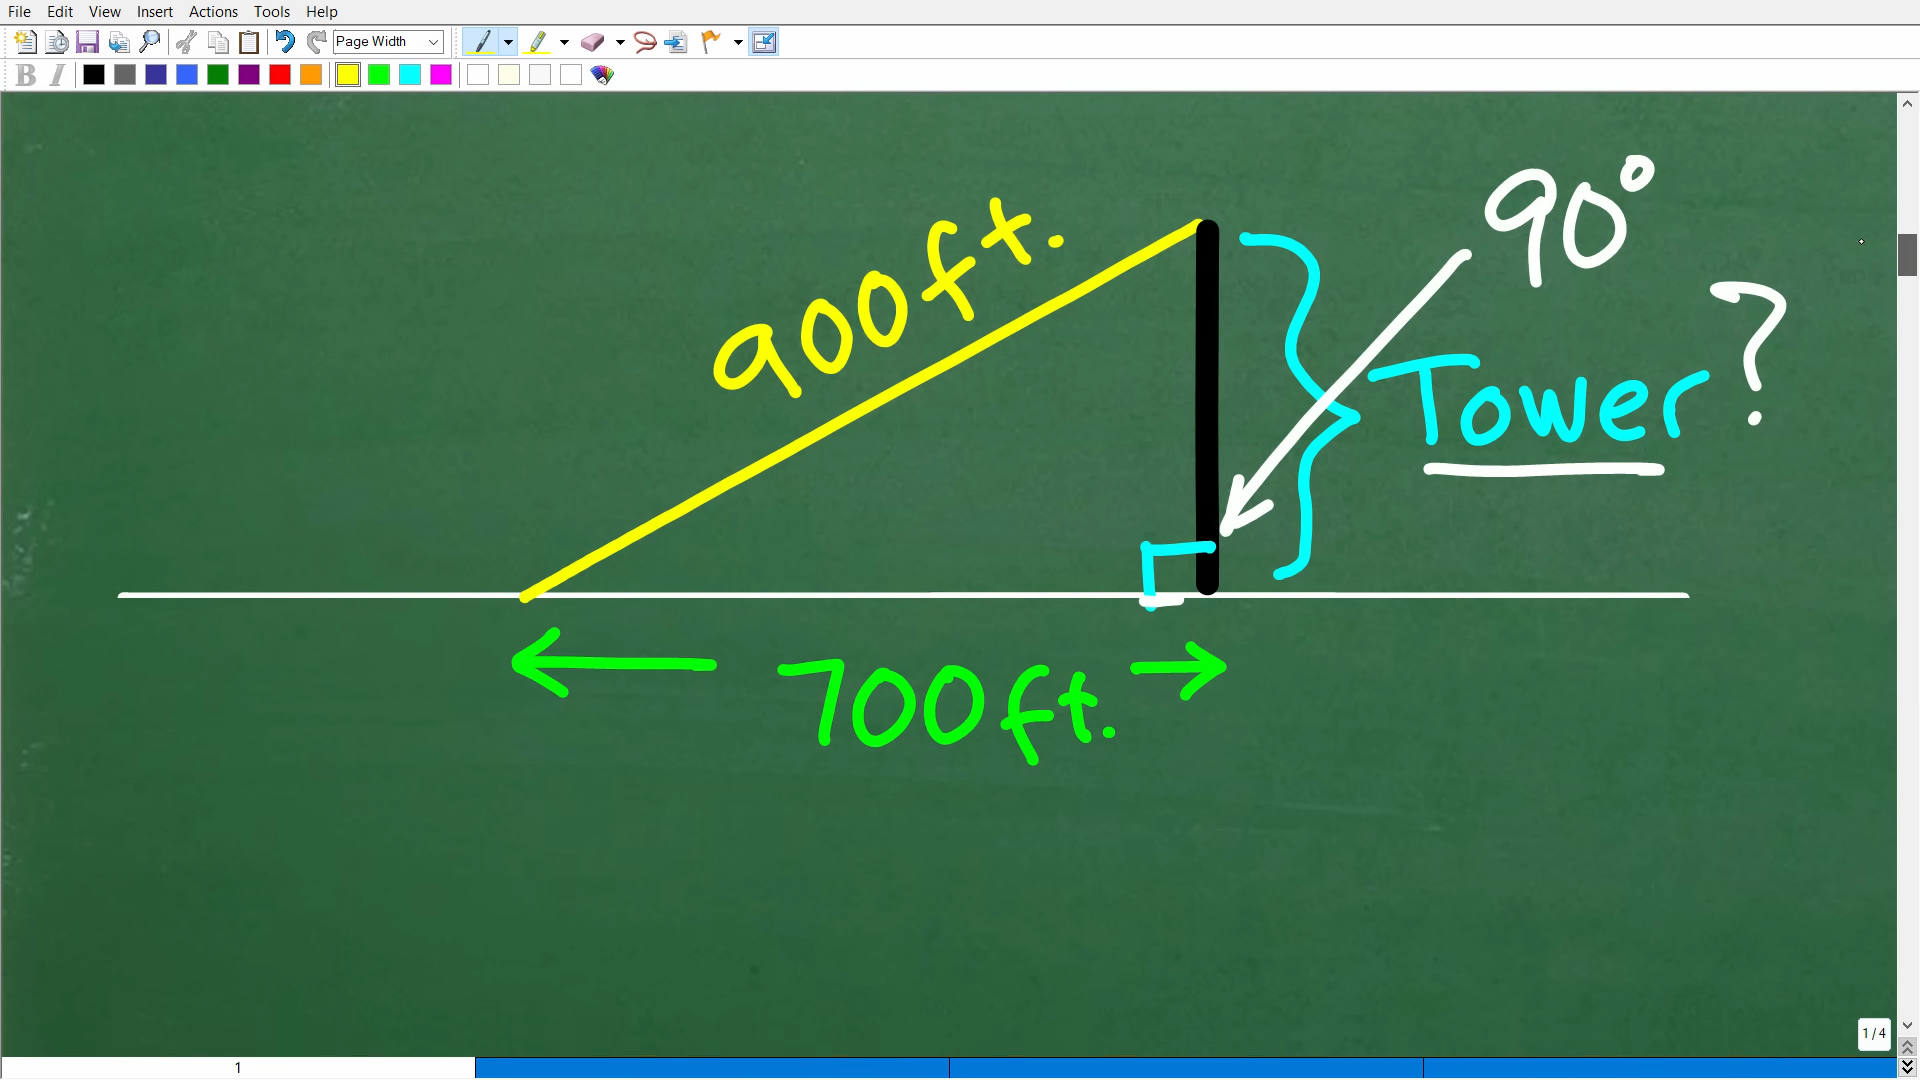 File Edit View Insert Actions Tools Help
Page Width
B I
90°
900ft.
Tower?
700ft.
1 / 4
1